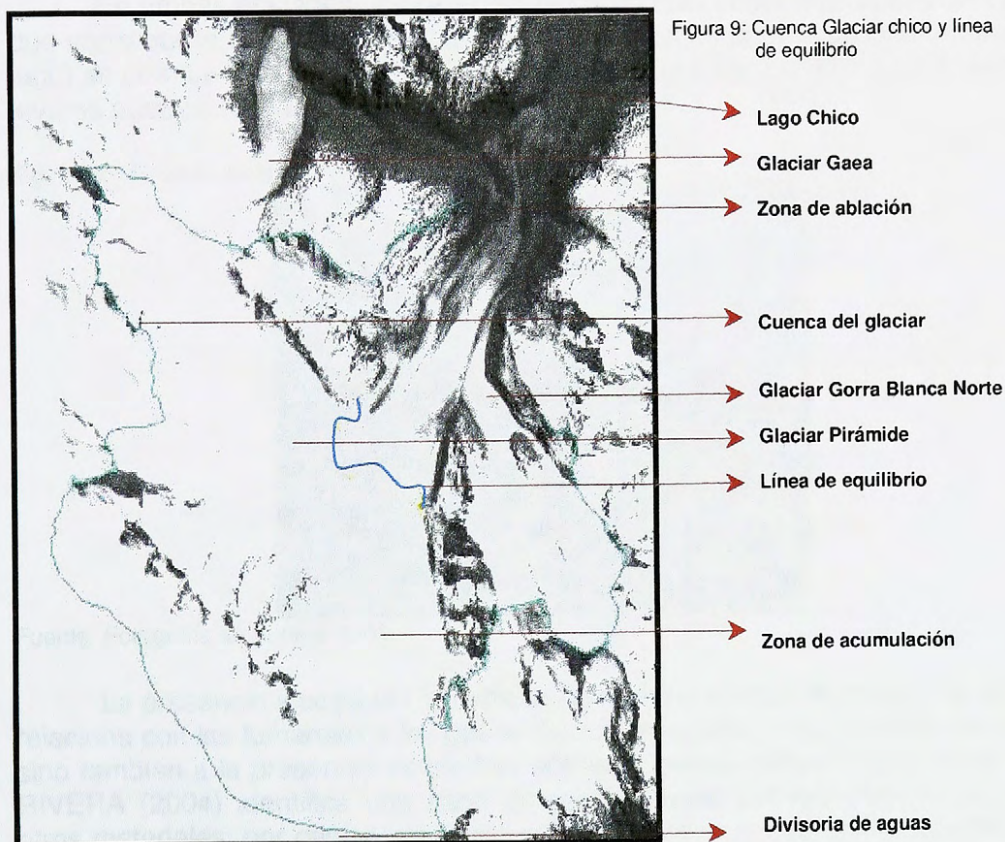 Figura 9: Cuenca Glaciar chico y línea
de equilibrio
Lago Chico
Glaciar Gaea
Zona de ablación
Cuenca del glaciar
Glaciar Gorra Blanca Norte
Glaciar Pirámide
Línea de equilibrio
Zona de acumulación
Divisoria de aguas